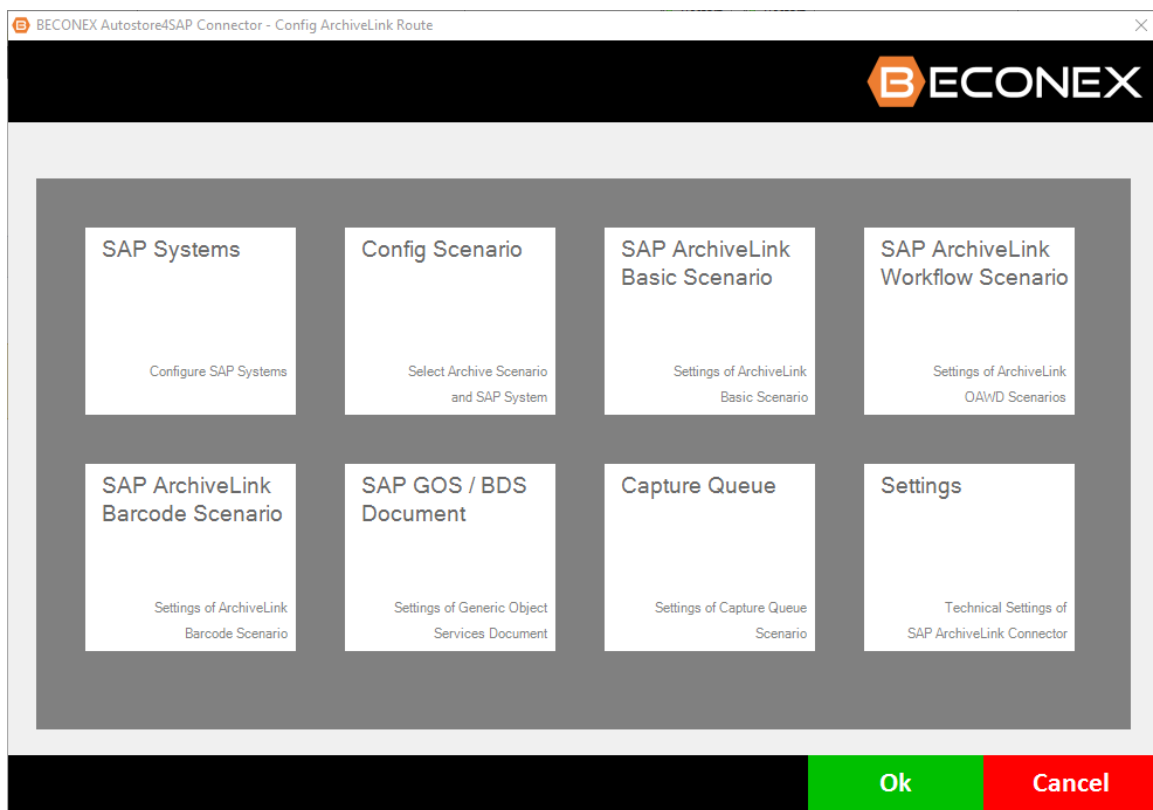 BECONEX Autostore4SAP Connector - Config ArchiveLink Route
BECONEX
SAP Systems
Configure SAP Systems
Config Scenario
Select Archive Scenario
and SAP System
SAP ArchiveLink
Basic Scenario
Settings of ArchiveLink
Basic Scenario
SAP ArchiveLink
Workflow Scenario
Settings of ArchiveLink
OAWD Scenarios
SAP ArchiveLink
Barcode Scenario
Settings of ArchiveLink
Barcode Scenario
SAP GOS / BDS
Document
Settings of Generic Object
Services Document
Capture Queue
Settings of Capture Queue
Scenario
Settings
Technical Settings of
SAP ArchiveLink Connector
Ok
Cancel